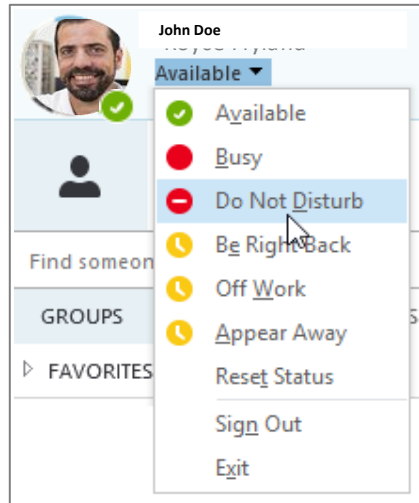 John Doe
Available
Available
Busy
Do Not Disturb
Be Right Back
Find someon
Off Work
GROUPS
S
Appear Away
FAVORITES
Reset Status
Sign Out
Exit